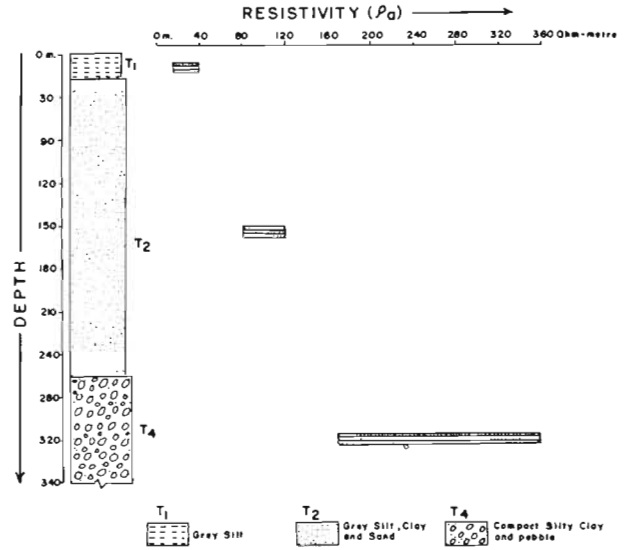 RESISTIVITY (ρa)
0 m. 40 80 120 160 200 240 280 320 360 Ohm-metre
DEPTH
0 m.
30
90
120
150
180
210
240
280
320
340
T1
T2
T4
T1 T2 T4
Grey Silt
Grey Silt, Clay and Sand
Compact Silty Clay and pebble